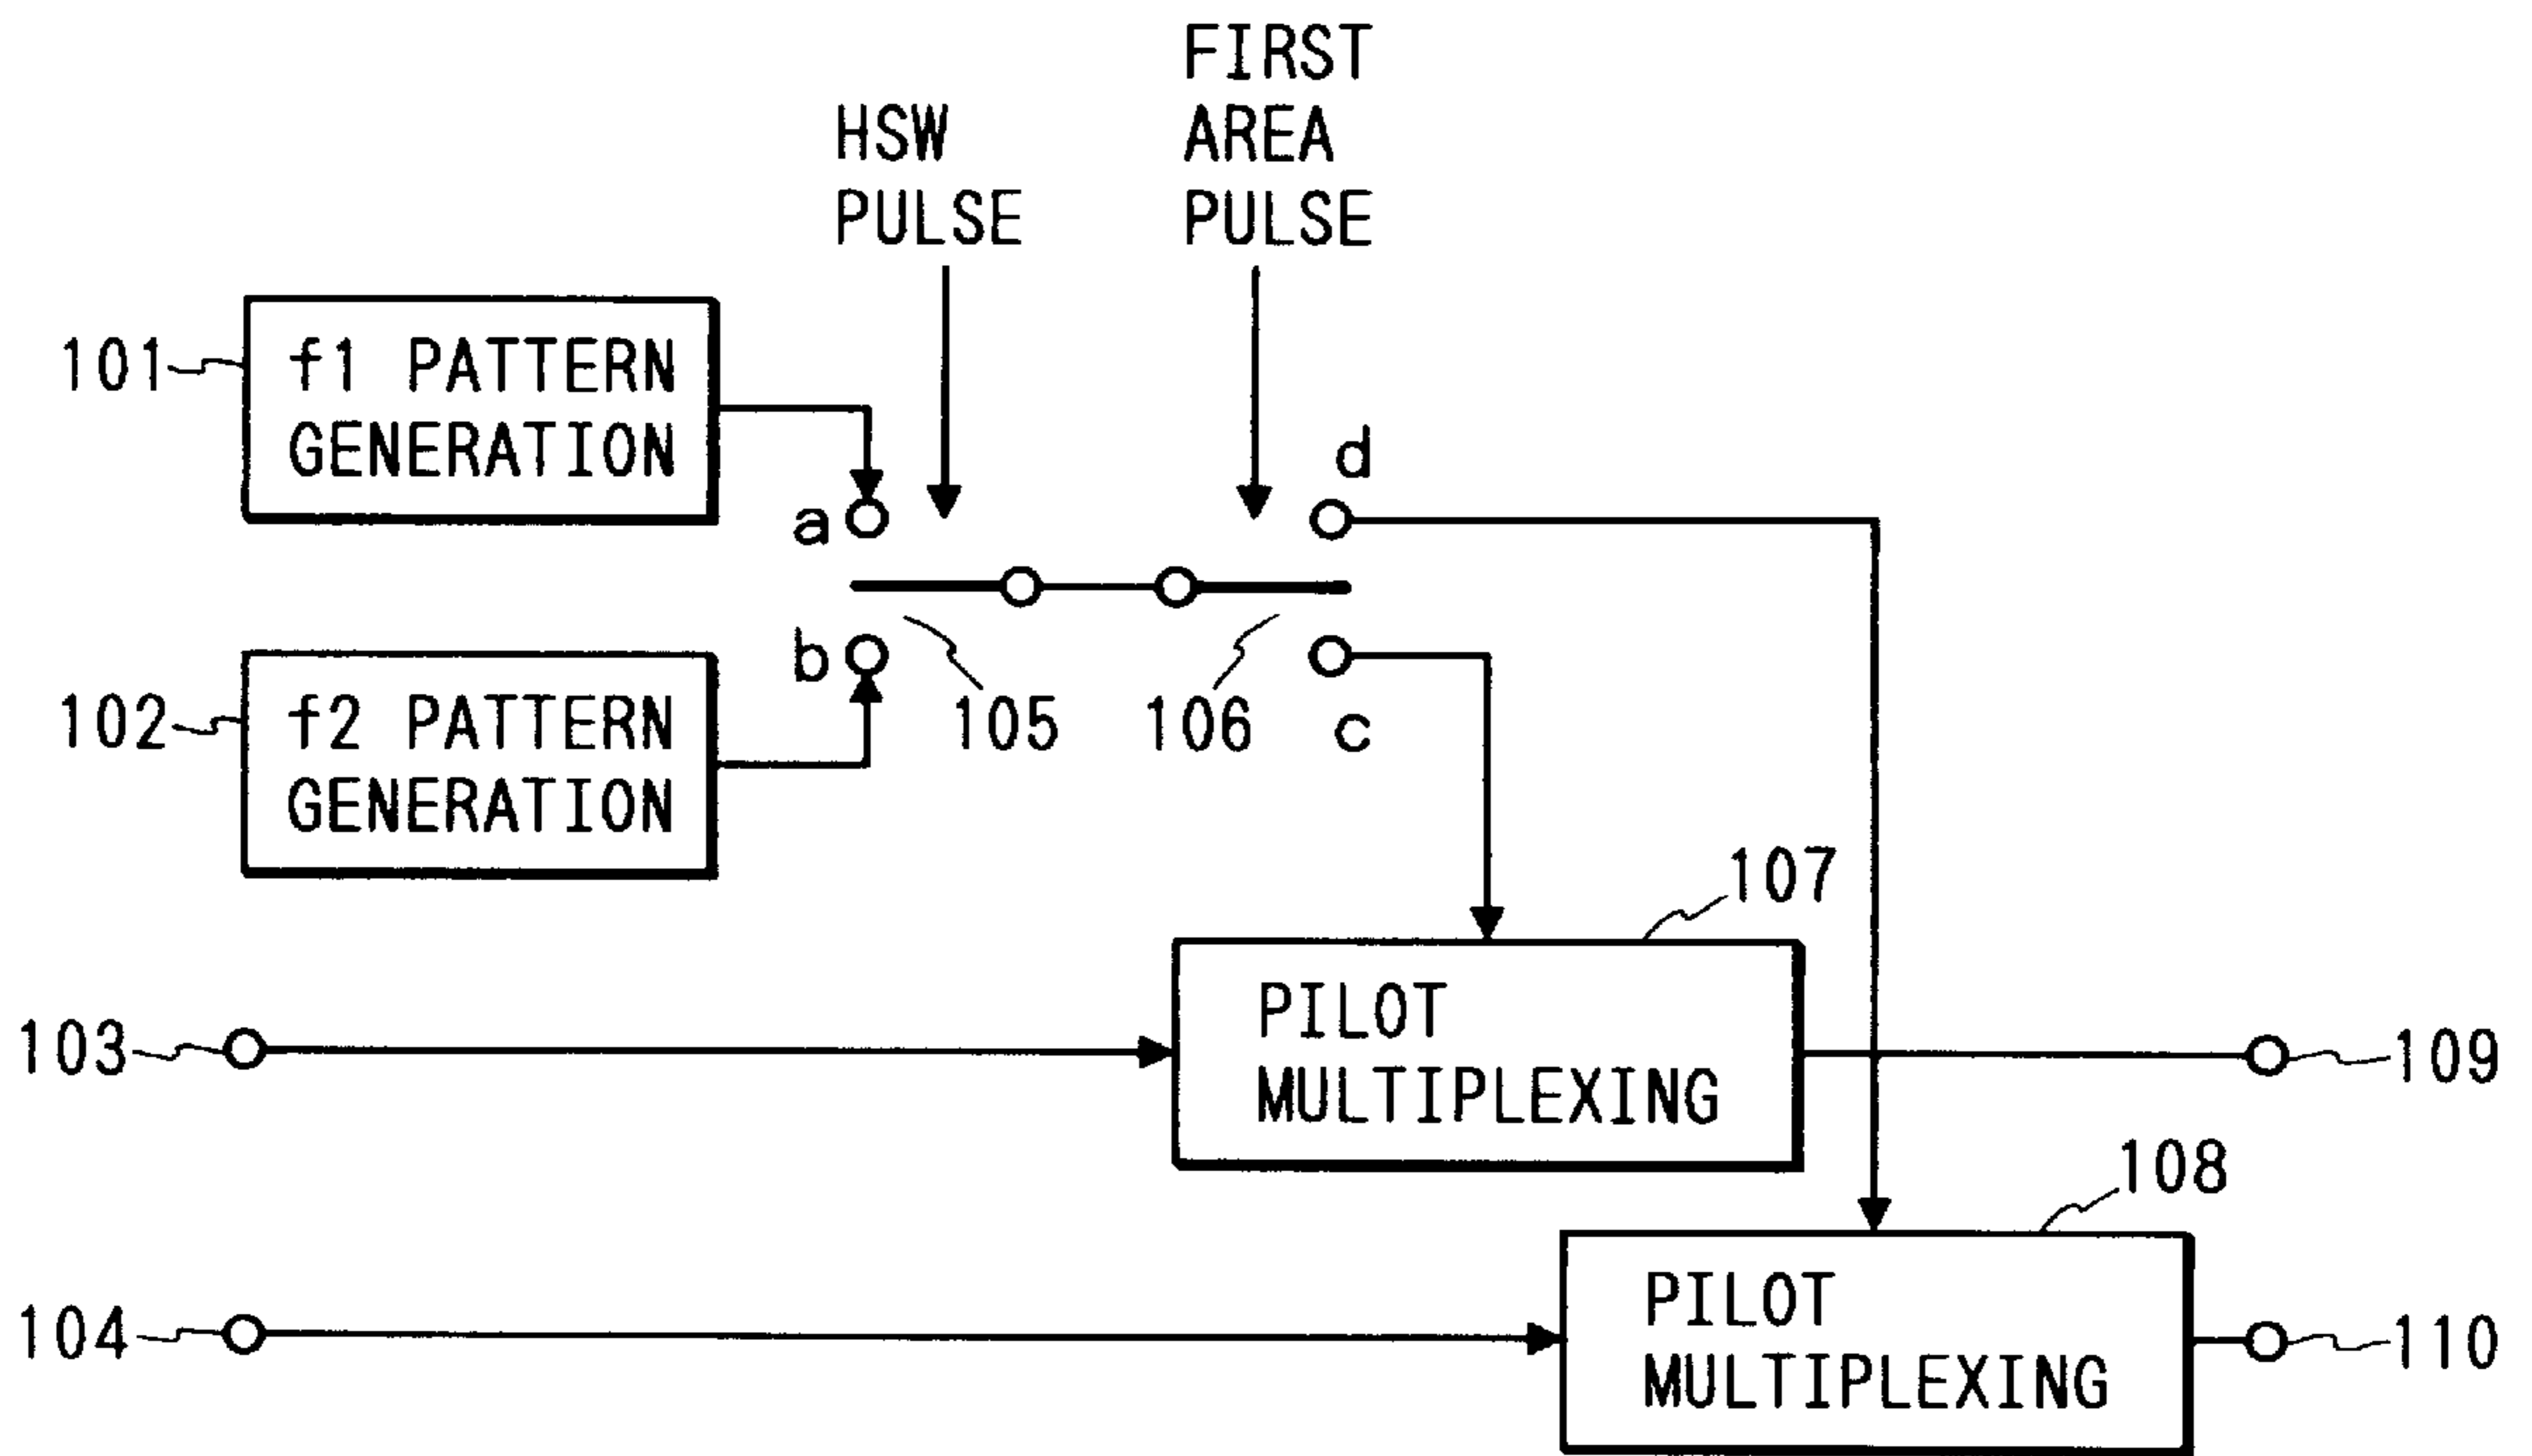 FIRST
AREA
PULSE
HSW
PULSE
101
f1 PATTERN
GENERATION
a
d
102
f2 PATTERN
GENERATION
b
105
106
c
107
103
PILOT
MULTIPLEXING
109
108
104
PILOT
MULTIPLEXING
110